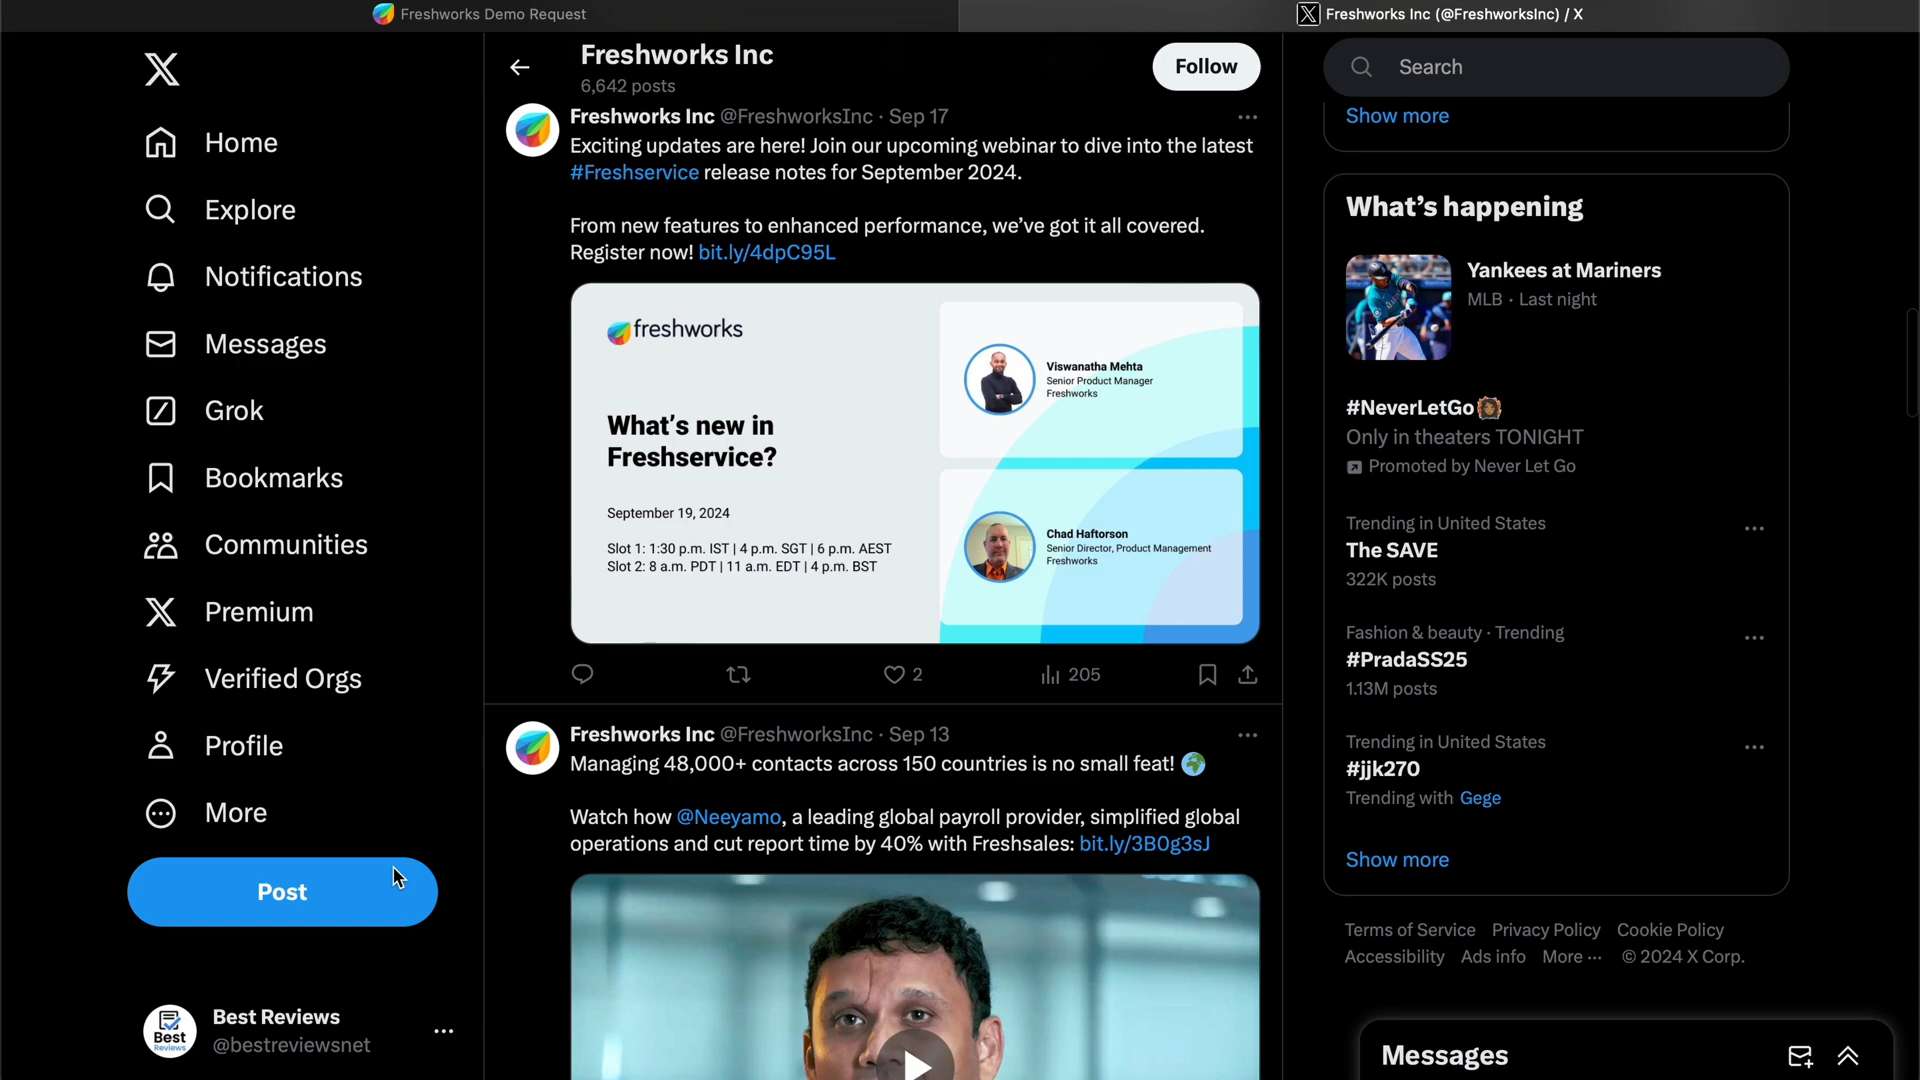 Freshworks Demo Request
Freshworks Inc (@FreshworksInc) / X
Home
Explore
Notifications
Messages
Grok
Bookmarks
Communities
Premium
Verified Orgs
Profile
More
Post
Best Reviews
@bestreviewsnet
Best
Reviews
Freshworks Inc
6,642 posts
Follow
Freshworks Inc @FreshworksInc · Sep 17
Exciting updates are here! Join our upcoming webinar to dive into the latest
#Freshservice release notes for September 2024.
From new features to enhanced performance, we’ve got it all covered.
Register now! bit.ly/4dpC95L
freshworks
What’s new in
Freshservice?
September 19, 2024
Slot 1: 1:30 p.m. IST | 4 p.m. SGT | 6 p.m. AEST
Slot 2: 8 a.m. PDT | 11 a.m. EDT | 4 p.m. BST
Viswanatha Mehta
Senior Product Manager
Freshworks
Chad Haftorson
Senior Director, Product Management
Freshworks
2
205
Freshworks Inc @FreshworksInc · Sep 13
Managing 48,000+ contacts across 150 countries is no small feat!
Watch how @Neeyamo, a leading global payroll provider, simplified global
operations and cut report time by 40% with Freshsales: bit.ly/3B0g3sJ
Search
Show more
What’s happening
Yankees at Mariners
MLB · Last night
#NeverLetGo
Only in theaters TONIGHT
Promoted by Never Let Go
Trending in United States
The SAVE
322K posts
Fashion & beauty · Trending
#PradaSS25
1.13M posts
Trending in United States
#jjk270
Trending with Gege
Show more
Terms of Service Privacy Policy Cookie Policy
Accessibility Ads info More ··· © 2024 X Corp.
Messages